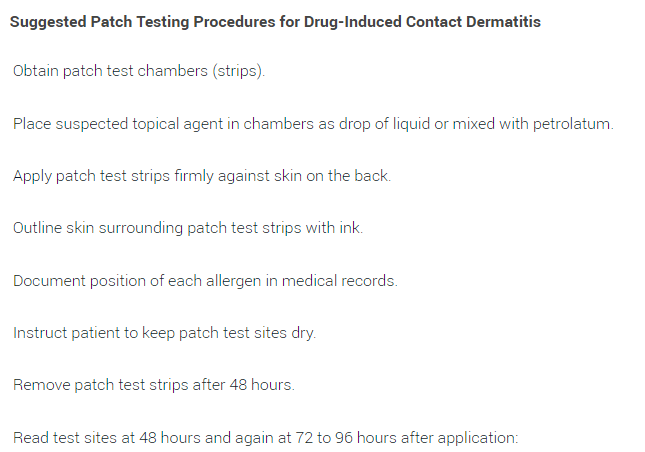 Suggested Patch Testing Procedures for Drug-Induced Contact Dermatitis
Obtain patch test chambers (strips).
Place suspected topical agent in chambers as drop of liquid or mixed with petrolatum.
Apply patch test strips firmly against skin on the back.
Outline skin surrounding patch test strips with ink.
Document position of each allergen in medical records.
Instruct patient to keep patch test sites dry.
Remove patch test strips after 48 hours.
Read test sites at 48 hours and again at 72 to 96 hours after application: